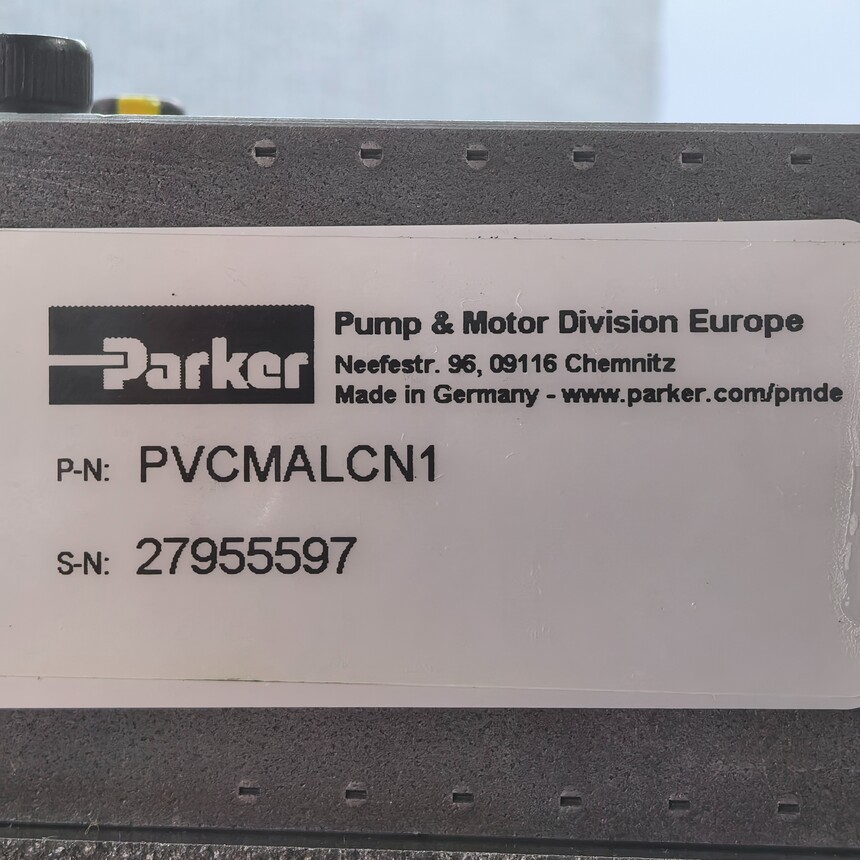 Parker
Pump & Motor Division Europe
Neefestr. 96, 09116 Chemnitz
Made in Germany - www.parker.com/pmde
P-N: PVCMALCN1
S-N: 27955597